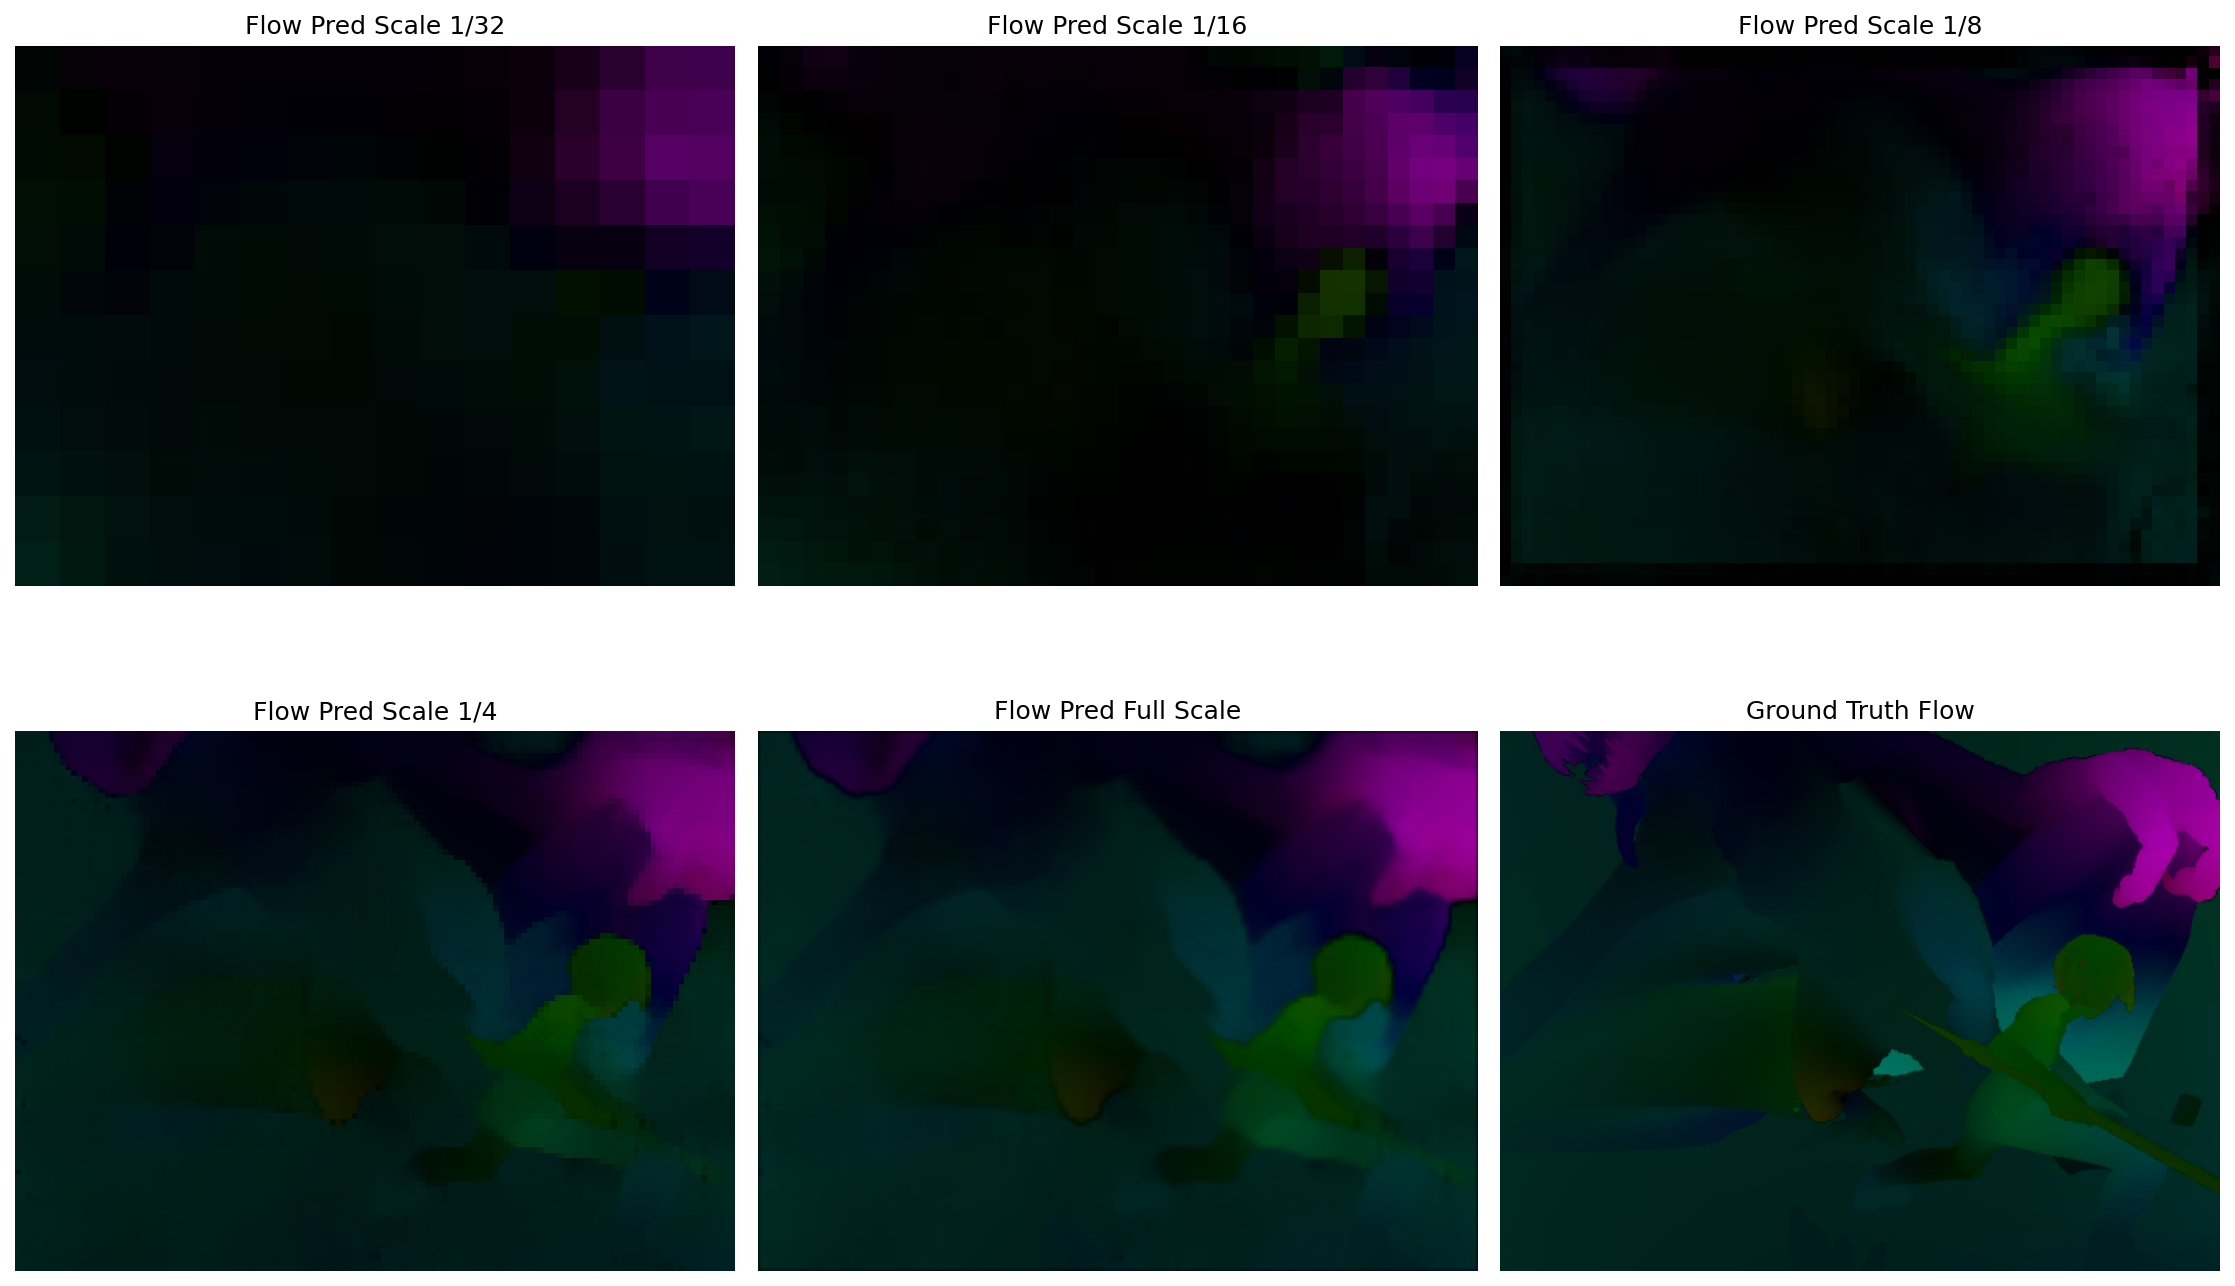 Flow Pred Scale 1/32
Flow Pred Scale 1/16
Flow Pred Scale 1/8
Flow Pred Scale 1/4
Flow Pred Full Scale
Ground Truth Flow